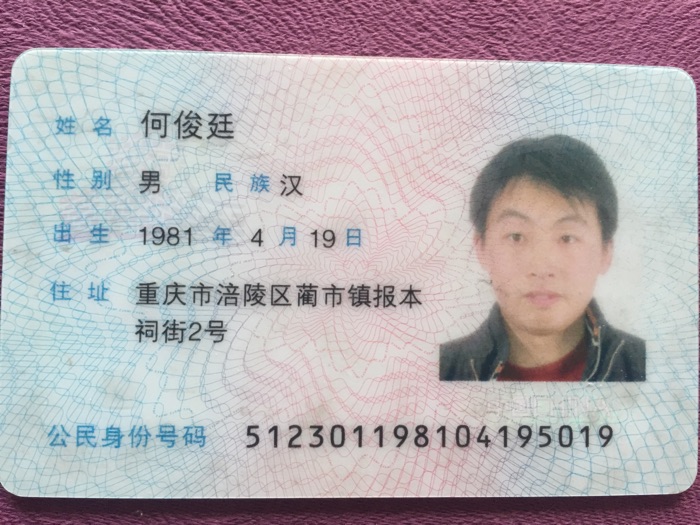 姓名 何俊廷
性别 男 民族 汉
出生 1981 年 4 月 19 日
住址 重庆市涪陵区蔺市镇报本
祠街2号
公民身份号码 512301198104195019